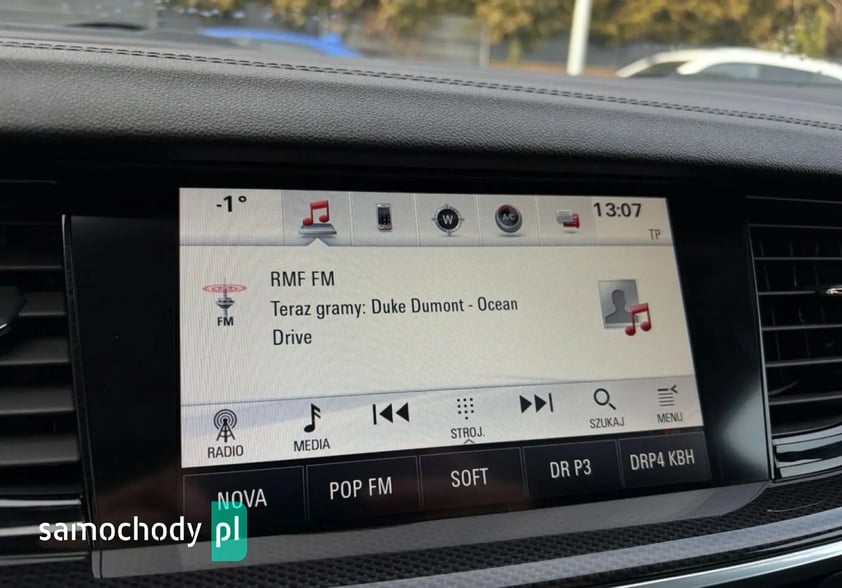 -1°
W
A/C
13:07
TP
RMF FM
Teraz gramy: Duke Dumont - Ocean
Drive
FM
RADIO
MEDIA
STROJ.
SZUKAJ
MENU
NOVA
POP FM
SOFT
DR P3
DRP4 KBH
samochody pl